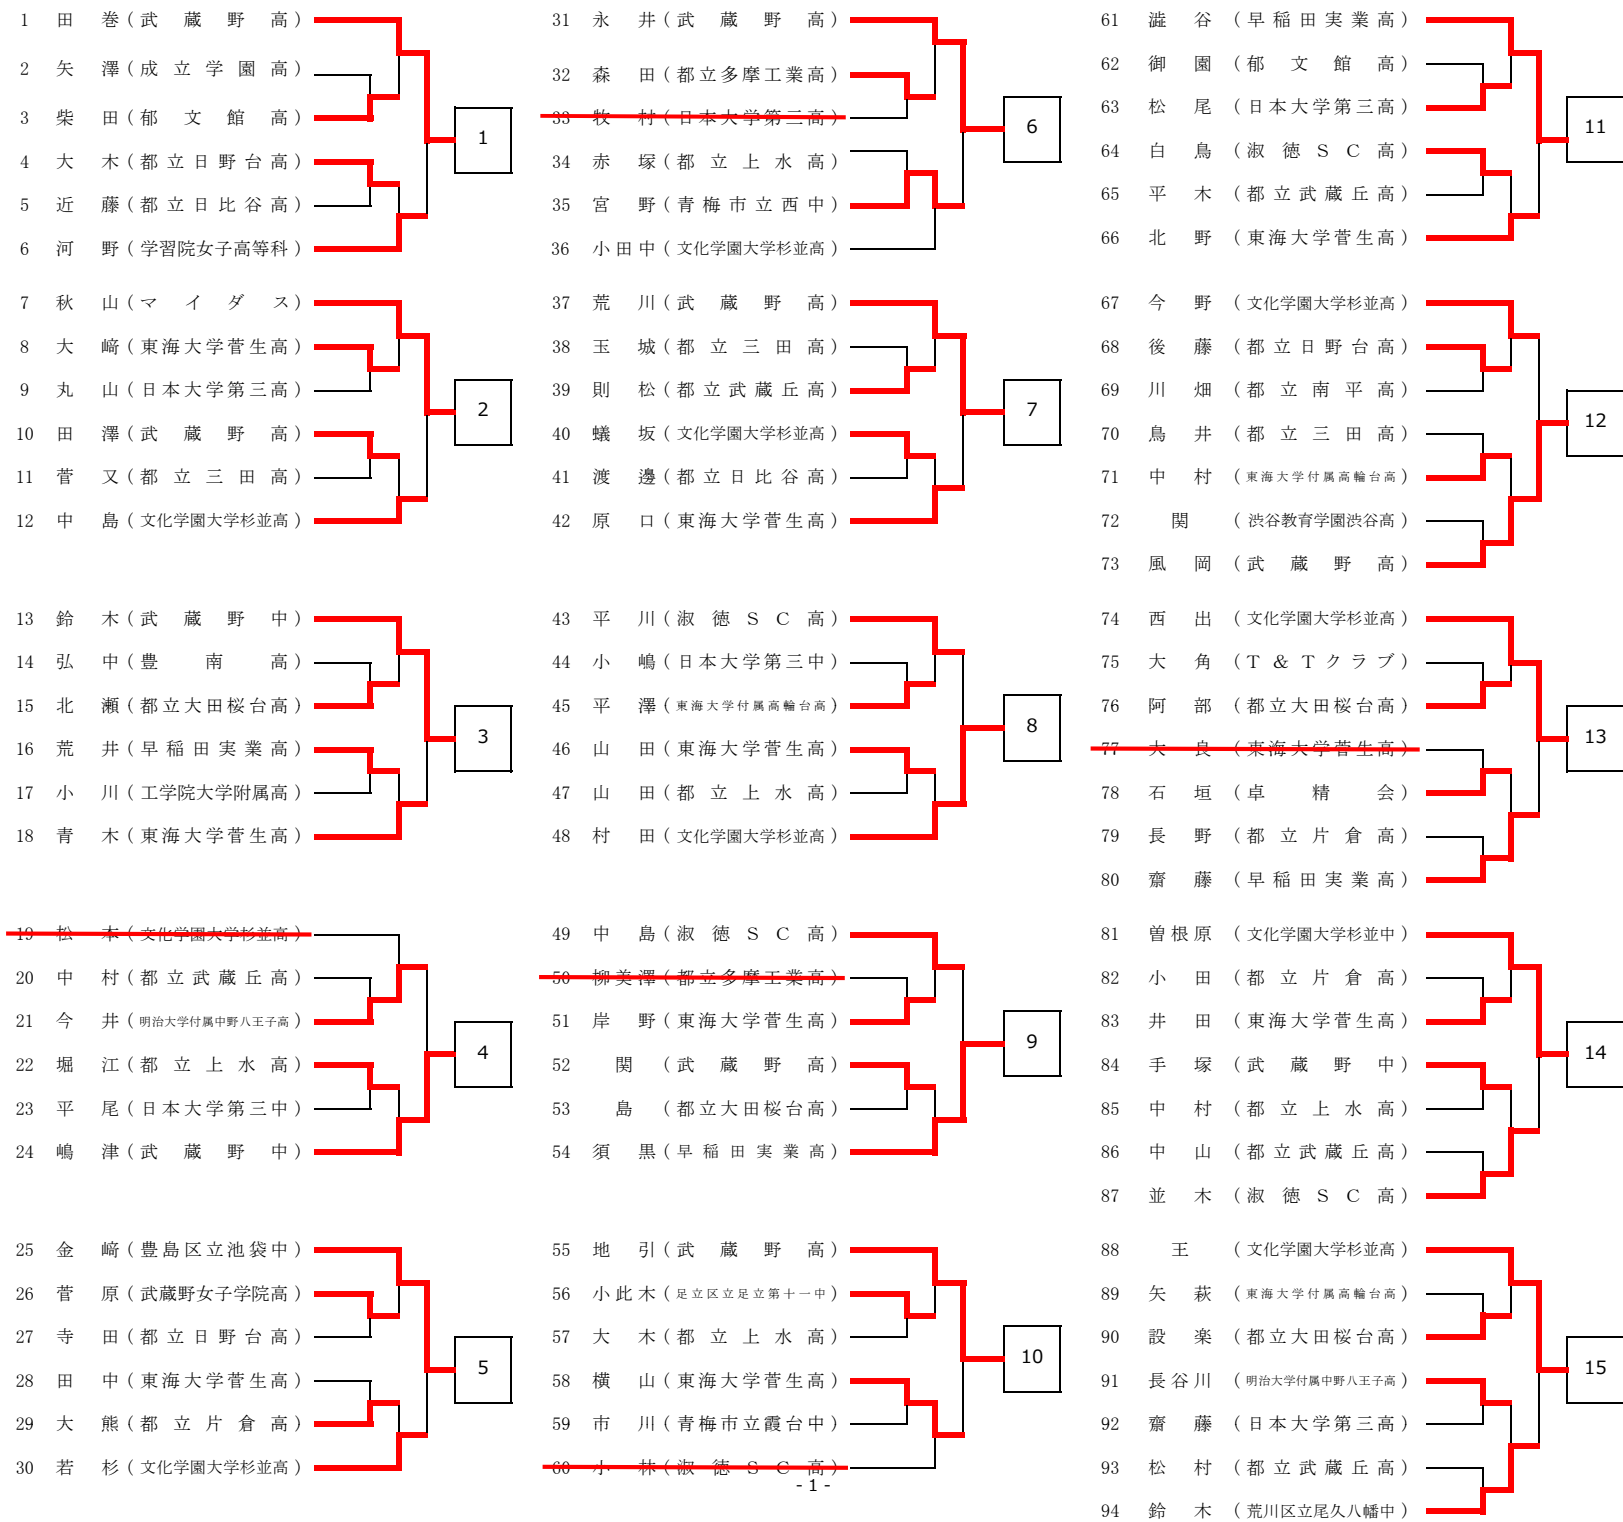 1 田巻（武蔵野高）
2 矢澤（成立学園高）
3 柴田（郁文館高）
4 大木（都立日野台高）
5 近藤（都立日比谷高）
6 河野（学習院女子高等科）
1
7 秋山（マイダス）
8 大﨑（東海大学菅生高）
9 丸山（日本大学第三高）
10 田澤（武蔵野高）
11 菅又（都立三田高）
12 中島（文化学園大学杉並高）
2
13 鈴木（武蔵野中）
14 弘中（豊南高）
15 北瀬（都立大田桜台高）
16 荒井（早稲田実業高）
17 小川（工学院大学附属高）
18 青木（東海大学菅生高）
3
19 松本（文化学園大学杉並高）
20 中村（都立武蔵丘高）
21 今井（明治大学付属中野八王子高）
22 堀江（都立上水高）
23 平尾（日本大学第三中）
24 嶋津（武蔵野中）
4
25 金﨑（豊島区立池袋中）
26 菅原（武蔵野女子学院高）
27 寺田（都立日野台高）
28 田中（東海大学菅生高）
29 大熊（都立片倉高）
30 若杉（文化学園大学杉並高）
5
31 永井（武蔵野高）
32 森田（都立多摩工業高）
33 牧村（日本大学第三高）
34 赤塚（都立上水高）
35 宮野（青梅市立西中）
36 小田中（文化学園大学杉並高）
6
37 荒川（武蔵野高）
38 玉城（都立三田高）
39 則松（都立武蔵丘高）
40 蟻坂（文化学園大学杉並高）
41 渡邊（都立日比谷高）
42 原口（東海大学菅生高）
7
43 平川（淑徳SC高）
44 小嶋（日本大学第三中）
45 平澤（東海大学付属高輪台高）
46 山田（東海大学菅生高）
47 山田（都立上水高）
48 村田（文化学園大学杉並高）
8
49 中島（淑徳SC高）
50 柳美澤（都立多摩工業高）
51 岸野（東海大学菅生高）
52 関（武蔵野高）
53 島（都立大田桜台高）
54 須黒（早稲田実業高）
9
55 地引（武蔵野高）
56 小此木（足立区立足立第十一中）
57 大木（都立上水高）
58 横山（東海大学菅生高）
59 市川（青梅市立霞台中）
60 小林（淑徳SC高）
10
61 澁谷（早稲田実業高）
62 御園（郁文館高）
63 松尾（日本大学第三高）
64 白鳥（淑徳SC高）
65 平木（都立武蔵丘高）
66 北野（東海大学菅生高）
11
67 今野（文化学園大学杉並高）
68 後藤（都立日野台高）
69 川畑（都立南平高）
70 鳥井（都立三田高）
71 中村（東海大学付属高輪台高）
72 関（渋谷教育学園渋谷高）
73 風岡（武蔵野高）
12
74 西出（文化学園大学杉並高）
75 大角（T&Tクラブ）
76 阿部（都立大田桜台高）
77 大良（東海大学菅生高）
78 石垣（卓精会）
79 長野（都立片倉高）
80 齋藤（早稲田実業高）
13
81 曽根原（文化学園大学杉並中）
82 小田（都立片倉高）
83 井田（東海大学菅生高）
84 手塚（武蔵野中）
85 中村（都立上水高）
86 中山（都立武蔵丘高）
87 並木（淑徳SC高）
14
88 王（文化学園大学杉並高）
89 矢萩（東海大学付属高輪台高）
90 設楽（都立大田桜台高）
91 長谷川（明治大学付属中野八王子高）
92 齋藤（日本大学第三高）
93 松村（都立武蔵丘高）
94 鈴木（荒川区立尾久八幡中）
15
- 1 -